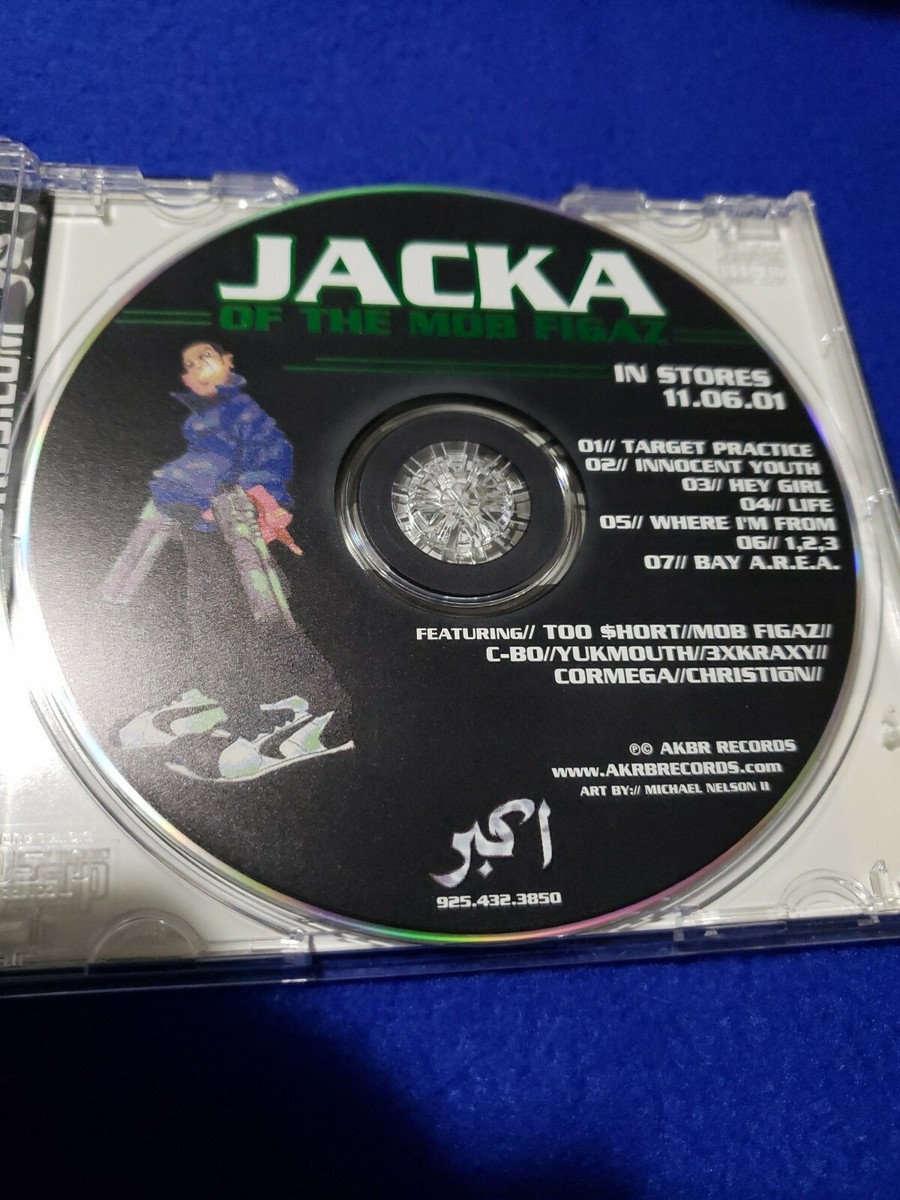 JACKA
OF THE MOB FIGAZ
IN STORES
11.06.01
01// TARGET PRACTICE
02// INNOCENT YOUTH
03// HEY GIRL
04// LIFE
05// WHERE I'M FROM
06// 1,2,3
07// BAY A.R.E.A.
FEATURING// TOO $HORT//MOB FIGAZ//
C-BO//YUKMOUTH//3XKRAXY//
CORMEGA//CHRISTIŌN//
℗© AKBR RECORDS
www.AKRBRECORDS.com
ART BY:// MICHAEL NELSON II
اكبر
925.432.3850